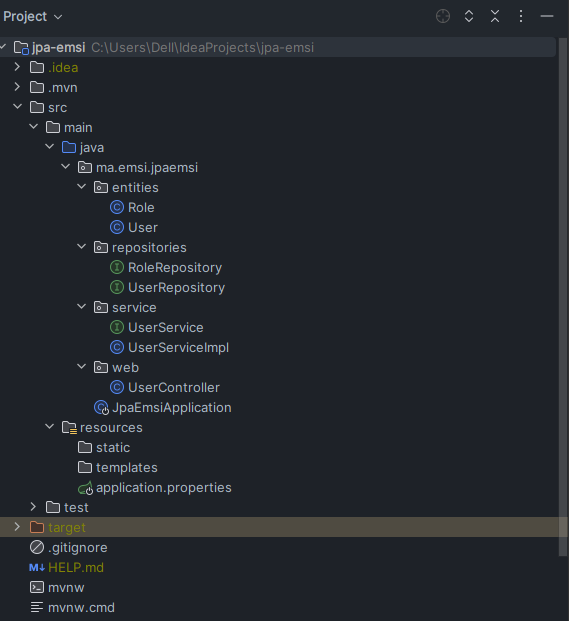 Project
jpa-emsi C:\Users\Dell\IdeaProjects\jpa-emsi
.idea
.mvn
src
main
java
ma.emsi.jpaemsi
entities
C Role
C User
repositories
I RoleRepository
I UserRepository
service
I UserService
C UserServiceImpl
web
C UserController
C JpaEmsiApplication
resources
static
templates
application.properties
test
target
.gitignore
M↓ HELP.md
mvnw
mvnw.cmd